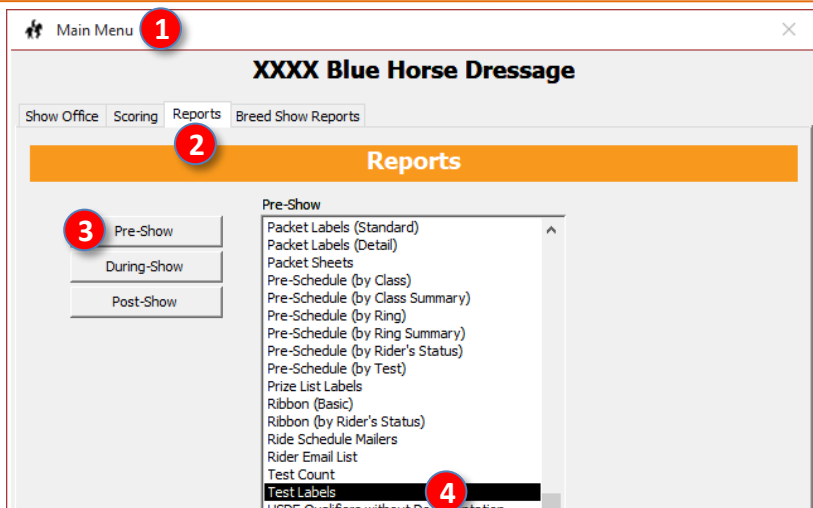 Main Menu 1
XXXX Blue Horse Dressage
Show Office Scoring Reports Breed Show Reports
2
Reports
Pre-Show
3 Pre-Show
During-Show
Post-Show
Packet Labels (Standard)
Packet Labels (Detail)
Packet Sheets
Pre-Schedule (by Class)
Pre-Schedule (by Class Summary)
Pre-Schedule (by Ring)
Pre-Schedule (by Ring Summary)
Pre-Schedule (by Rider's Status)
Pre-Schedule (by Test)
Prize List Labels
Ribbon (Basic)
Ribbon (by Rider's Status)
Ride Schedule Mailers
Rider Email List
Test Count
Test Labels 4